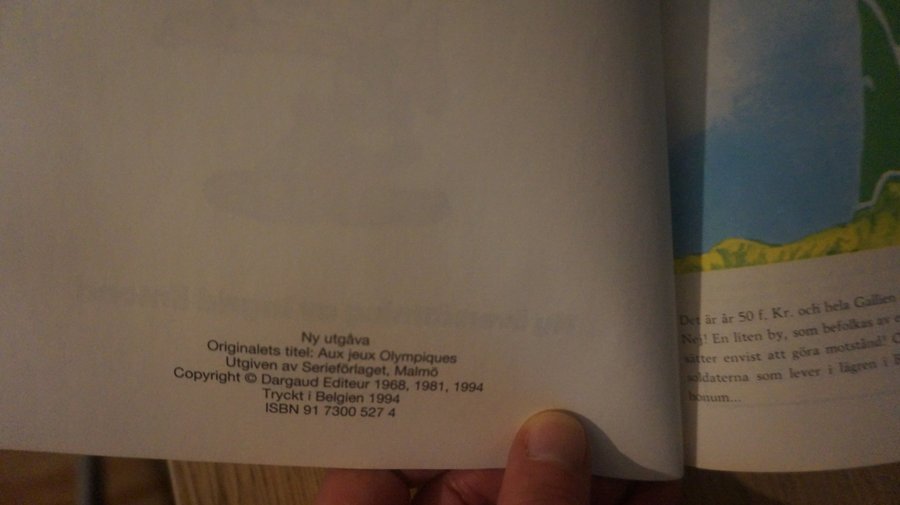 Ny utgåva
Originalets titel: Aux jeux Olympiques
Utgiven av Serieförlaget, Malmö
Copyright © Dargaud Editeur 1968, 1981, 1994
Tryckt i Belgien 1994
ISBN 91 7300 527 4
Det är år 50 f. Kr. och hela Gallien
Nej! En liten by, som befolkas av
sätter envist att göra motstånd!
soldaterna som lever i lägren i
bonum...